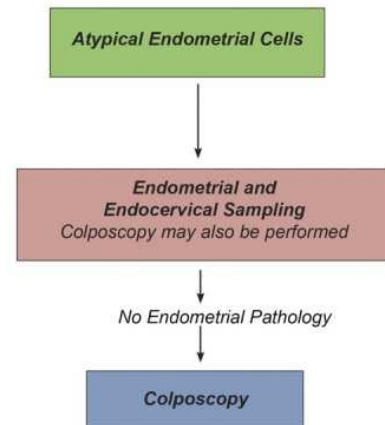 Atypical Endometrial Cells
Endometrial and
Endocervical Sampling
Colposcopy may also be performed
No Endometrial Pathology
Colposcopy